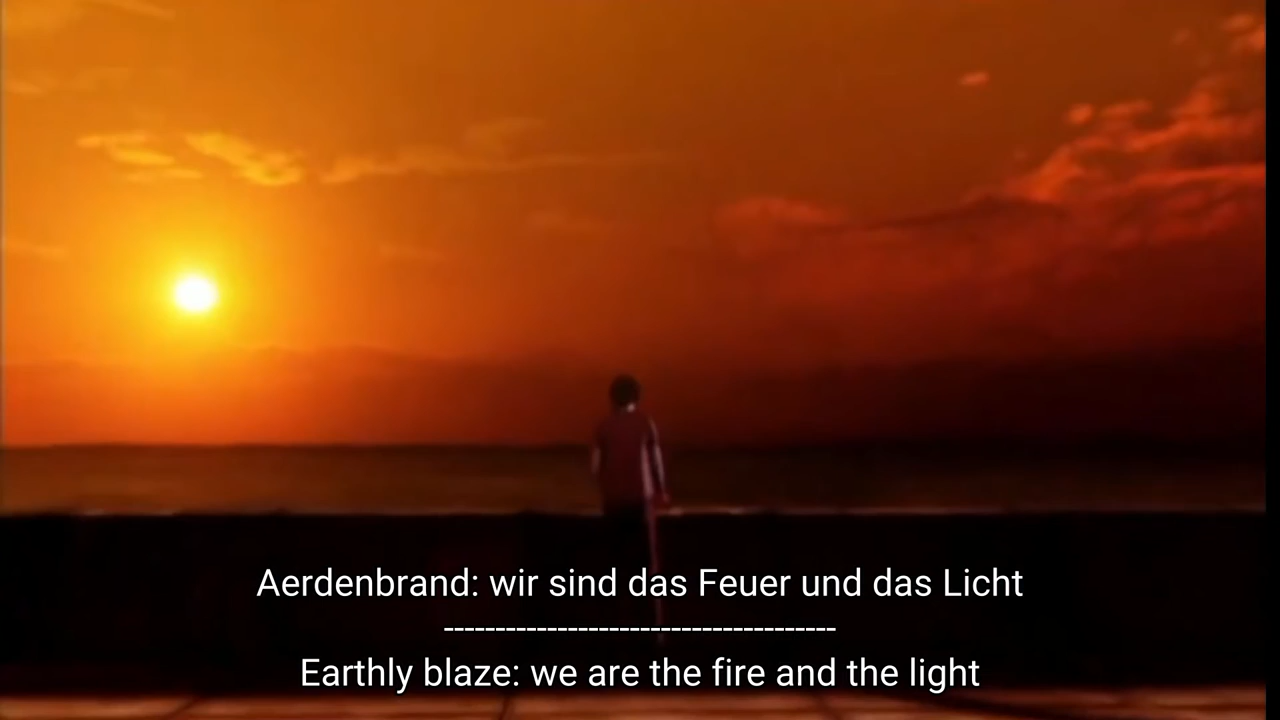 Aerdenbrand: wir sind das Feuer und das Licht
--------------------------------------
Earthly blaze: we are the fire and the light